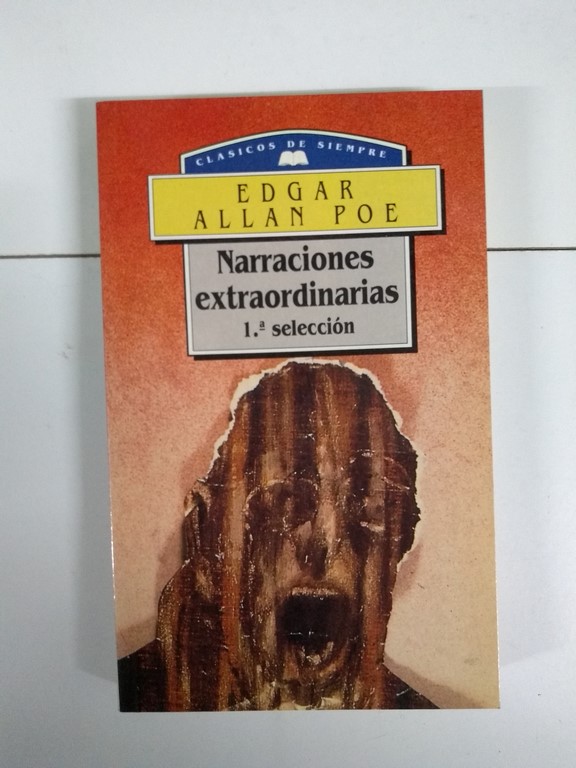 CLASICOS DE SIEMPRE
EDGAR
ALLAN POE
Narraciones
extraordinarias
1.ª selección